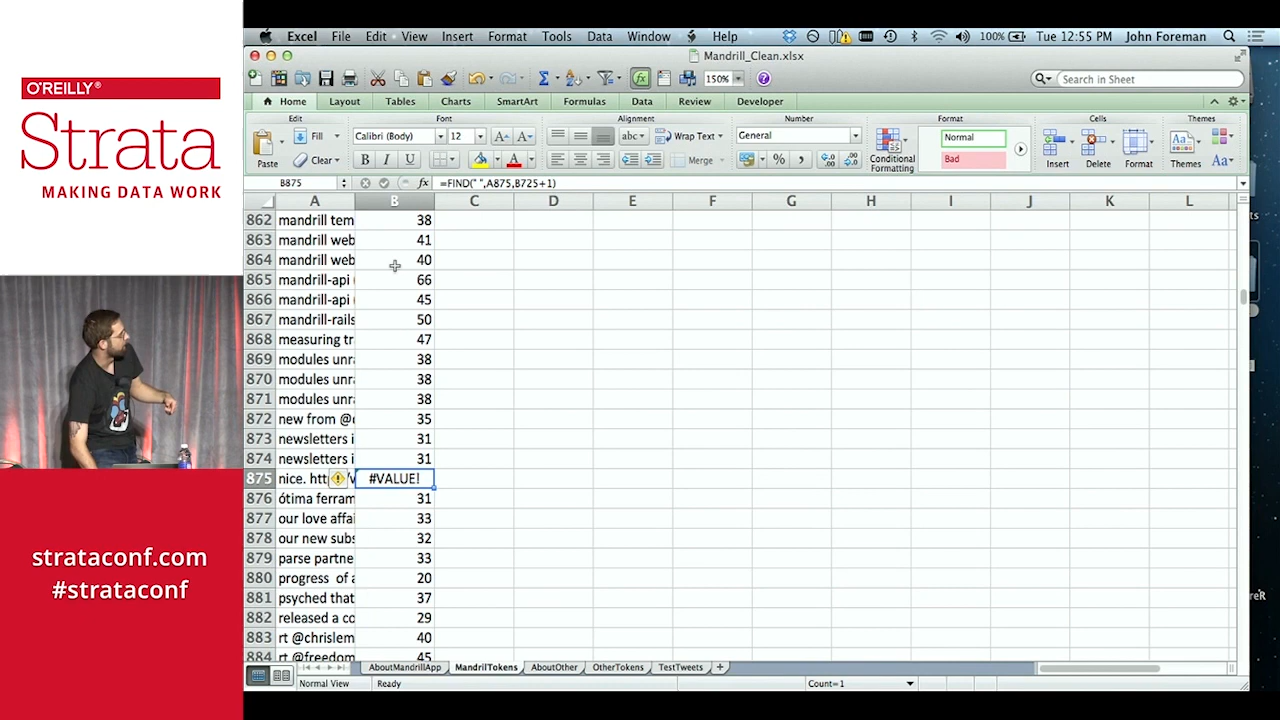 O'REILLY®
Strata
MAKING DATA WORK
strataconf.com
#strataconf
Excel File Edit View Insert Format Tools Data Window Help 100% Tue 12:55 PM John Foreman
Mandrill_Clean.xlsx
150% Search in Sheet
Home Layout Tables Charts SmartArt Formulas Data Review Developer
Edit Font Alignment Number Format Cells Themes
Paste Fill Calibri (Body) 12 abc Wrap Text General Conditional Formatting Normal Insert Delete Format Themes Aa
Clear B I U A Merge % Bad
B875 fx =FIND(" ",A875,B725+1)
A B C D E F G H I J K L
862 mandrill tem 38
863 mandrill web 41
864 mandrill web 40
865 mandrill-api ( 66
866 mandrill-api ( 45
867 mandrill-rails 50
868 measuring tr 47
869 modules unr 38
870 modules unr 38
871 modules unr 38
872 new from @ 35
873 newsletters i 31
874 newsletters i 31
875 nice. htt #VALUE!
876 ótima ferram 31
877 our love affai 33
878 our new subs 32
879 parse partne 33
880 progress of a 20
881 psyched that 37
882 released a co 29
883 rt @chrislem 40
884 rt @freedom 45
AboutMandrillApp MandrilTokens AboutOther OtherTokens TestTweets +
Normal View Ready Count=1